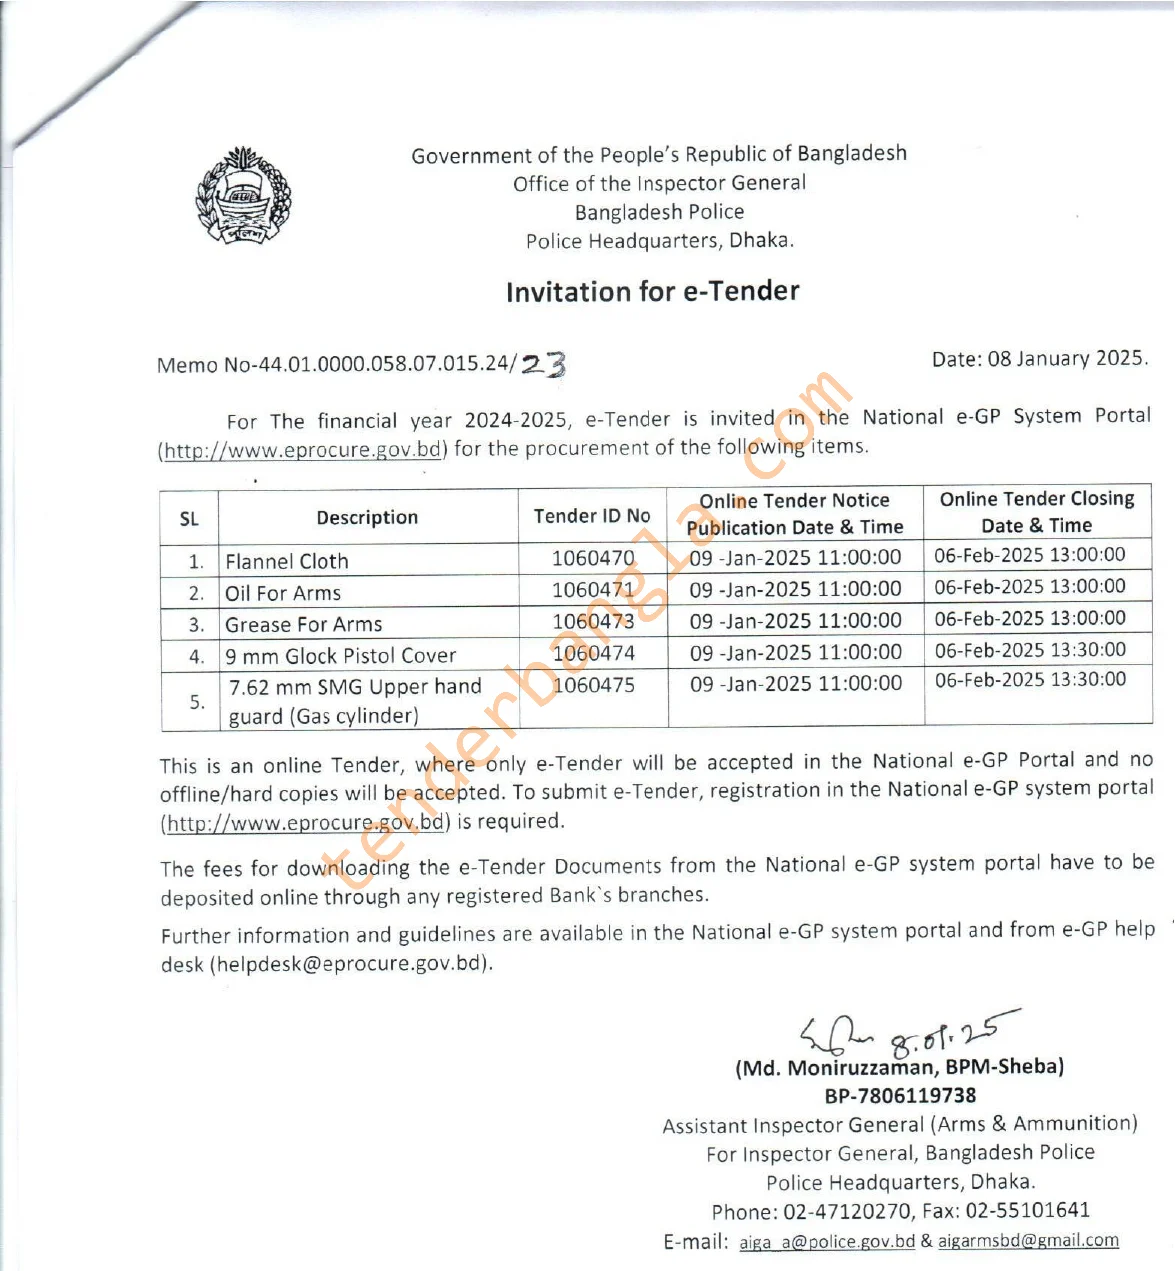 Government of the People's Republic of Bangladesh
Office of the Inspector General
Bangladesh Police
Police Headquarters, Dhaka.
পুলিশ
Invitation for e-Tender
Memo No-44.01.0000.058.07.015.24/23
Date: 08 January 2025.
For The financial year 2024-2025, e-Tender is invited in the National e-GP System Portal
(http://www.eprocure.gov.bd) for the procurement of the following items.
SL Description Tender ID No Online Tender Notice Publication Date & Time Online Tender Closing Date & Time
1. Flannel Cloth 1060470 09 -Jan-2025 11:00:00 06-Feb-2025 13:00:00
2. Oil For Arms 1060471 09 -Jan-2025 11:00:00 06-Feb-2025 13:00:00
3. Grease For Arms 1060473 09 -Jan-2025 11:00:00 06-Feb-2025 13:00:00
4. 9 mm Glock Pistol Cover 1060474 09 -Jan-2025 11:00:00 06-Feb-2025 13:30:00
5. 7.62 mm SMG Upper hand guard (Gas cylinder) 1060475 09 -Jan-2025 11:00:00 06-Feb-2025 13:30:00
This is an online Tender, where only e-Tender will be accepted in the National e-GP Portal and no
offline/hard copies will be accepted. To submit e-Tender, registration in the National e-GP system portal
(http://www.eprocure.gov.bd) is required.
The fees for downloading the e-Tender Documents from the National e-GP system portal have to be
deposited online through any registered Bank`s branches.
Further information and guidelines are available in the National e-GP system portal and from e-GP help
desk (helpdesk@eprocure.gov.bd).
8.01.25
(Md. Moniruzzaman, BPM-Sheba)
BP-7806119738
Assistant Inspector General (Arms & Ammunition)
For Inspector General, Bangladesh Police
Police Headquarters, Dhaka.
Phone: 02-47120270, Fax: 02-55101641
E-mail: aiga_a@police.gov.bd & aigarmsbd@gmail.com
tenderbangla.com